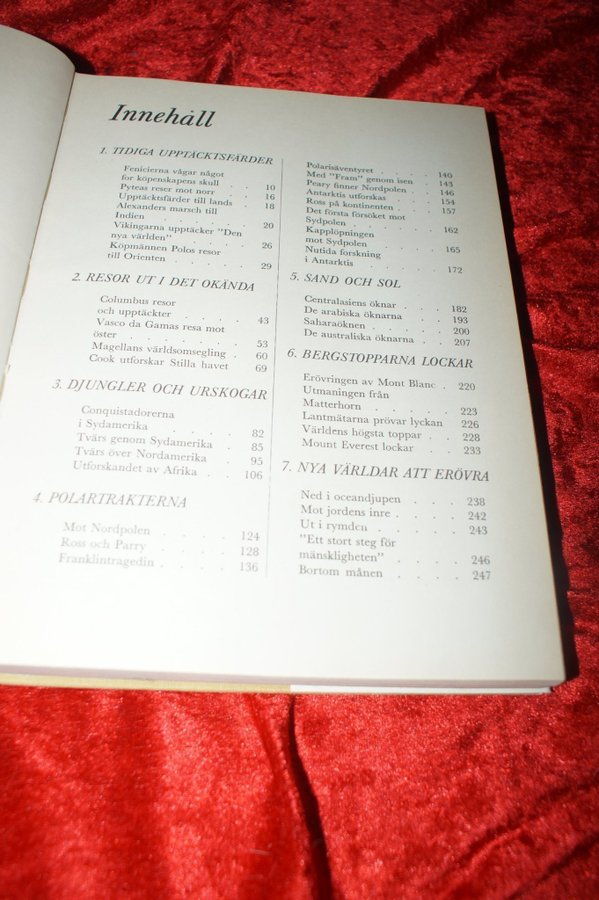 Innehåll
1. TIDIGA UPPTÄCKTSFÄRDER
Fenicierna vågar något
för köpenskapens skull . . 10
Pyteas reser mot norr . . 16
Upptäcktsfärder till lands . 18
Alexanders marsch till
Indien . . . . . 20
Vikingarna upptäcker "Den
nya världen" . . . . 26
Köpmännen Polos resor
till Orienten . . . . 29
2. RESOR UT I DET OKÄNDA
Columbus resor
och upptäckter . . . 43
Vasco da Gamas resa mot
öster . . . . . 53
Magellans världsomsegling . 60
Cook utforskar Stilla havet 69
3. DJUNGLER OCH URSKOGAR
Conquistadorerna
i Sydamerika . . . . 82
Tvärs genom Sydamerika . 85
Tvärs över Nordamerika . 95
Utforskandet av Afrika . . 106
4. POLARTRAKTERNA
Mot Nordpolen . . . . 124
Ross och Parry . . . . 128
Franklintragedin . . . . 136
Polarisäventyret . . . . 140
Med "Fram" genom isen . 143
Peary finner Nordpolen . 146
Antarktis utforskas . . 154
Ross på kontinenten . . 157
Det första försöket mot
Sydpolen . . . . . 162
Kapplöpningen
mot Sydpolen . . . . 165
Nutida forskning
i Antarktis . . . . 172
5. SAND OCH SOL
Centralasiens öknar . . 182
De arabiska öknarna . . 193
Saharaöknen . . . . 200
De australiska öknarna . . 207
6. BERGSTOPPARNA LOCKAR
Erövringen av Mont Blanc . 220
Utmaningen från
Matterhorn . . . . 223
Lantmätarna prövar lyckan 226
Världens högsta toppar . . 228
Mount Everest lockar . . 233
7. NYA VÄRLDAR ATT ERÖVRA
Ned i oceandjupen . . . 238
Mot jordens inre . . . . 242
Ut i rymden . . . . 243
"Ett stort steg för
mänskligheten" . . . . 246
Bortom månen . . . . 247